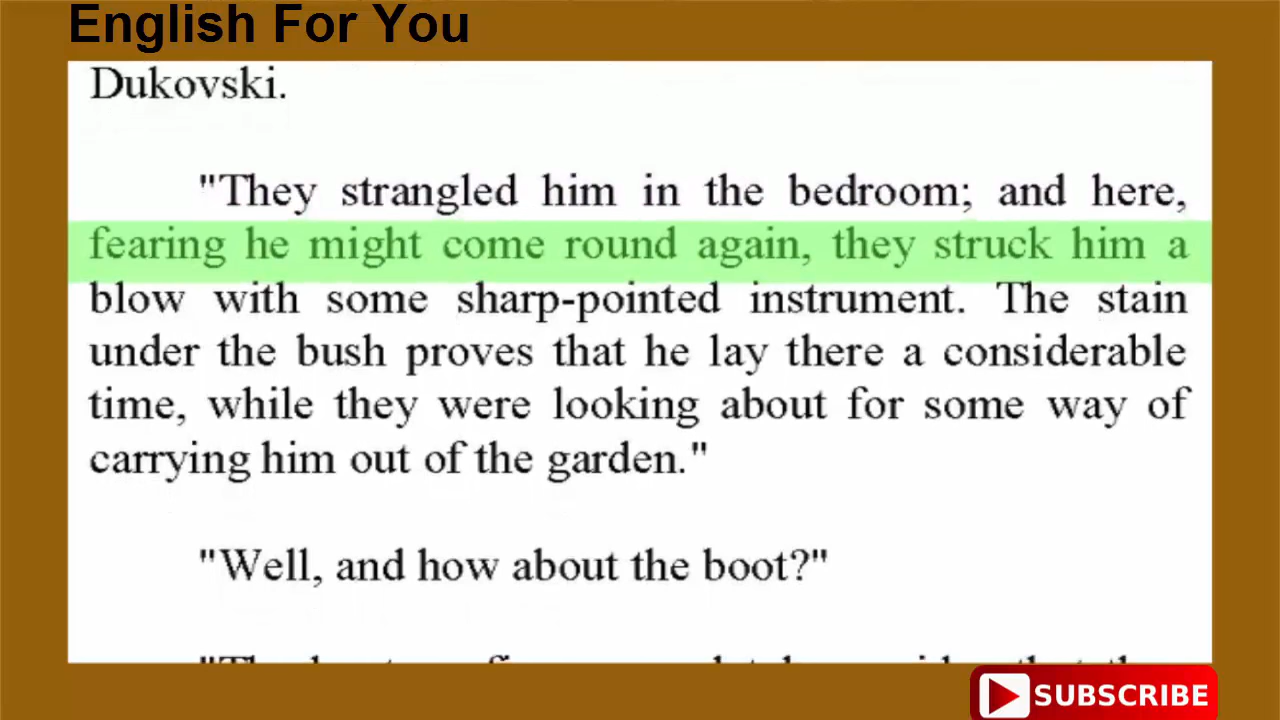 English For You
Dukovski.
"They strangled him in the bedroom; and here,
fearing he might come round again, they struck him a
blow with some sharp-pointed instrument. The stain
under the bush proves that he lay there a considerable
time, while they were looking about for some way of
carrying him out of the garden."
"Well, and how about the boot?"
SUBSCRIBE